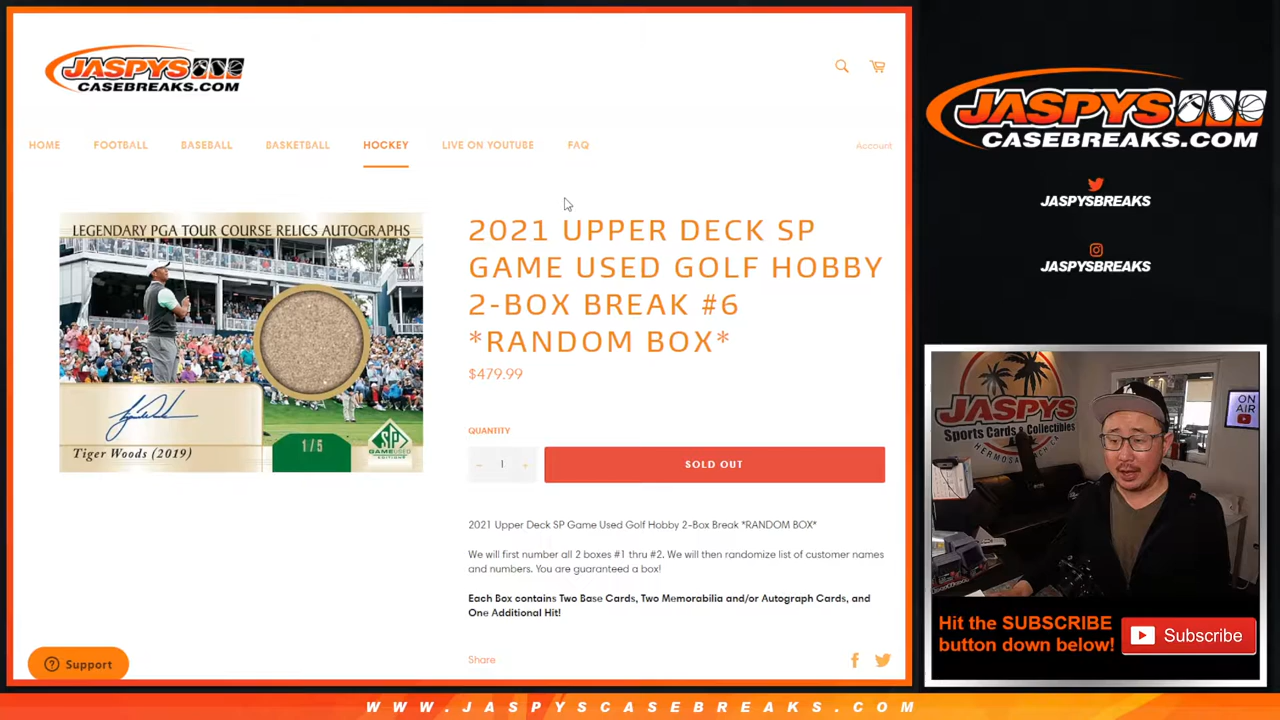 JASPYS
CASEBREAKS.COM
HOME
FOOTBALL
BASEBALL
BASKETBALL
HOCKEY
LIVE ON YOUTUBE
FAQ
Account
LEGENDARY PGA TOUR COURSE RELICS AUTOGRAPHS
1/5
Tiger Woods (2019)
SP
GAMEUSED
EDITION
2021 UPPER DECK SP
GAME USED GOLF HOBBY
2-BOX BREAK #6
*RANDOM BOX*
$479.99
QUANTITY
− 1 +
SOLD OUT
2021 Upper Deck SP Game Used Golf Hobby 2-Box Break *RANDOM BOX*
We will first number all 2 boxes #1 thru #2. We will then randomize list of customer names
and numbers. You are guaranteed a box!
Each Box contains Two Base Cards, Two Memorabilia and/or Autograph Cards, and
One Additional Hit!
Share
Support
JASPYS
CASEBREAKS.COM
JASPYSBREAKS
JASPYSBREAKS
JASPYS
Sports Cards & Collectibles
ON
AIR
Hit the SUBSCRIBE
button down below!
Subscribe
WWW.JASPYSCASEBREAKS.COM